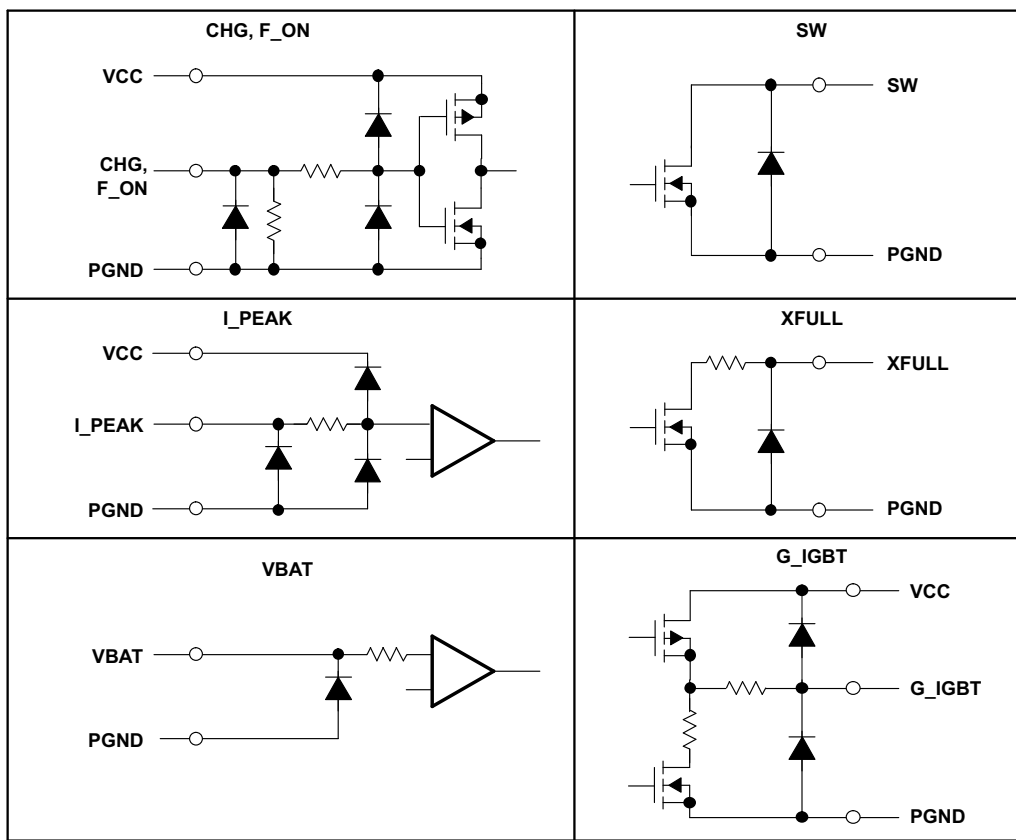 CHG, F_ON
VCC
CHG,
F_ON
PGND
SW
SW
PGND
I_PEAK
VCC
I_PEAK
PGND
XFULL
XFULL
PGND
VBAT
VBAT
PGND
G_IGBT
VCC
G_IGBT
PGND